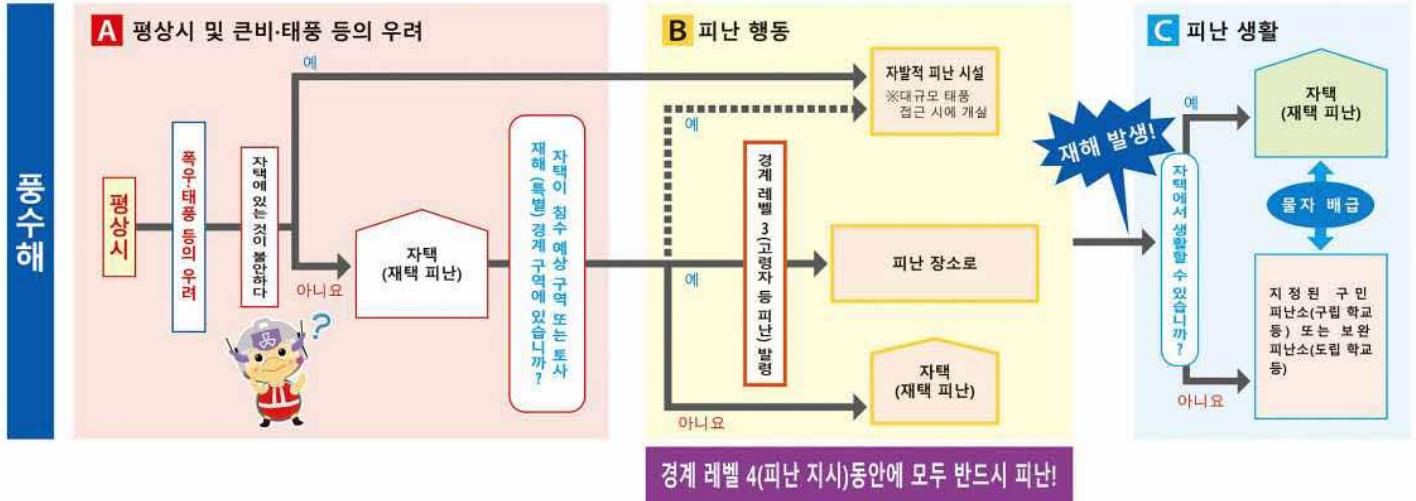 풍수해
A 평상시 및 큰비·태풍 등의 우려
평상시
폭우·태풍 등의 우려
자택에 있는 것이 불안하다
예
아니요
자택
(재택 피난)
?
자택이 침수 예상 구역 또는 토사
재해 (특별) 경계 구역에 있습니까?
B 피난 행동
예
예
아니요
경계 레벨 3(고령자 등 피난) 발령
자발적 피난 시설
※대규모 태풍
접근 시에 개설
피난 장소로
자택
(재택 피난)
경계 레벨 4(피난 지시)동안에 모두 반드시 피난!
재해 발생!
C 피난 생활
자택에서 생활할 수 있습니까?
예
아니요
자택
(재택 피난)
물자 배급
지정된 구민
피난소(구립 학교
등) 또는 보완
피난소(도립 학교
등)